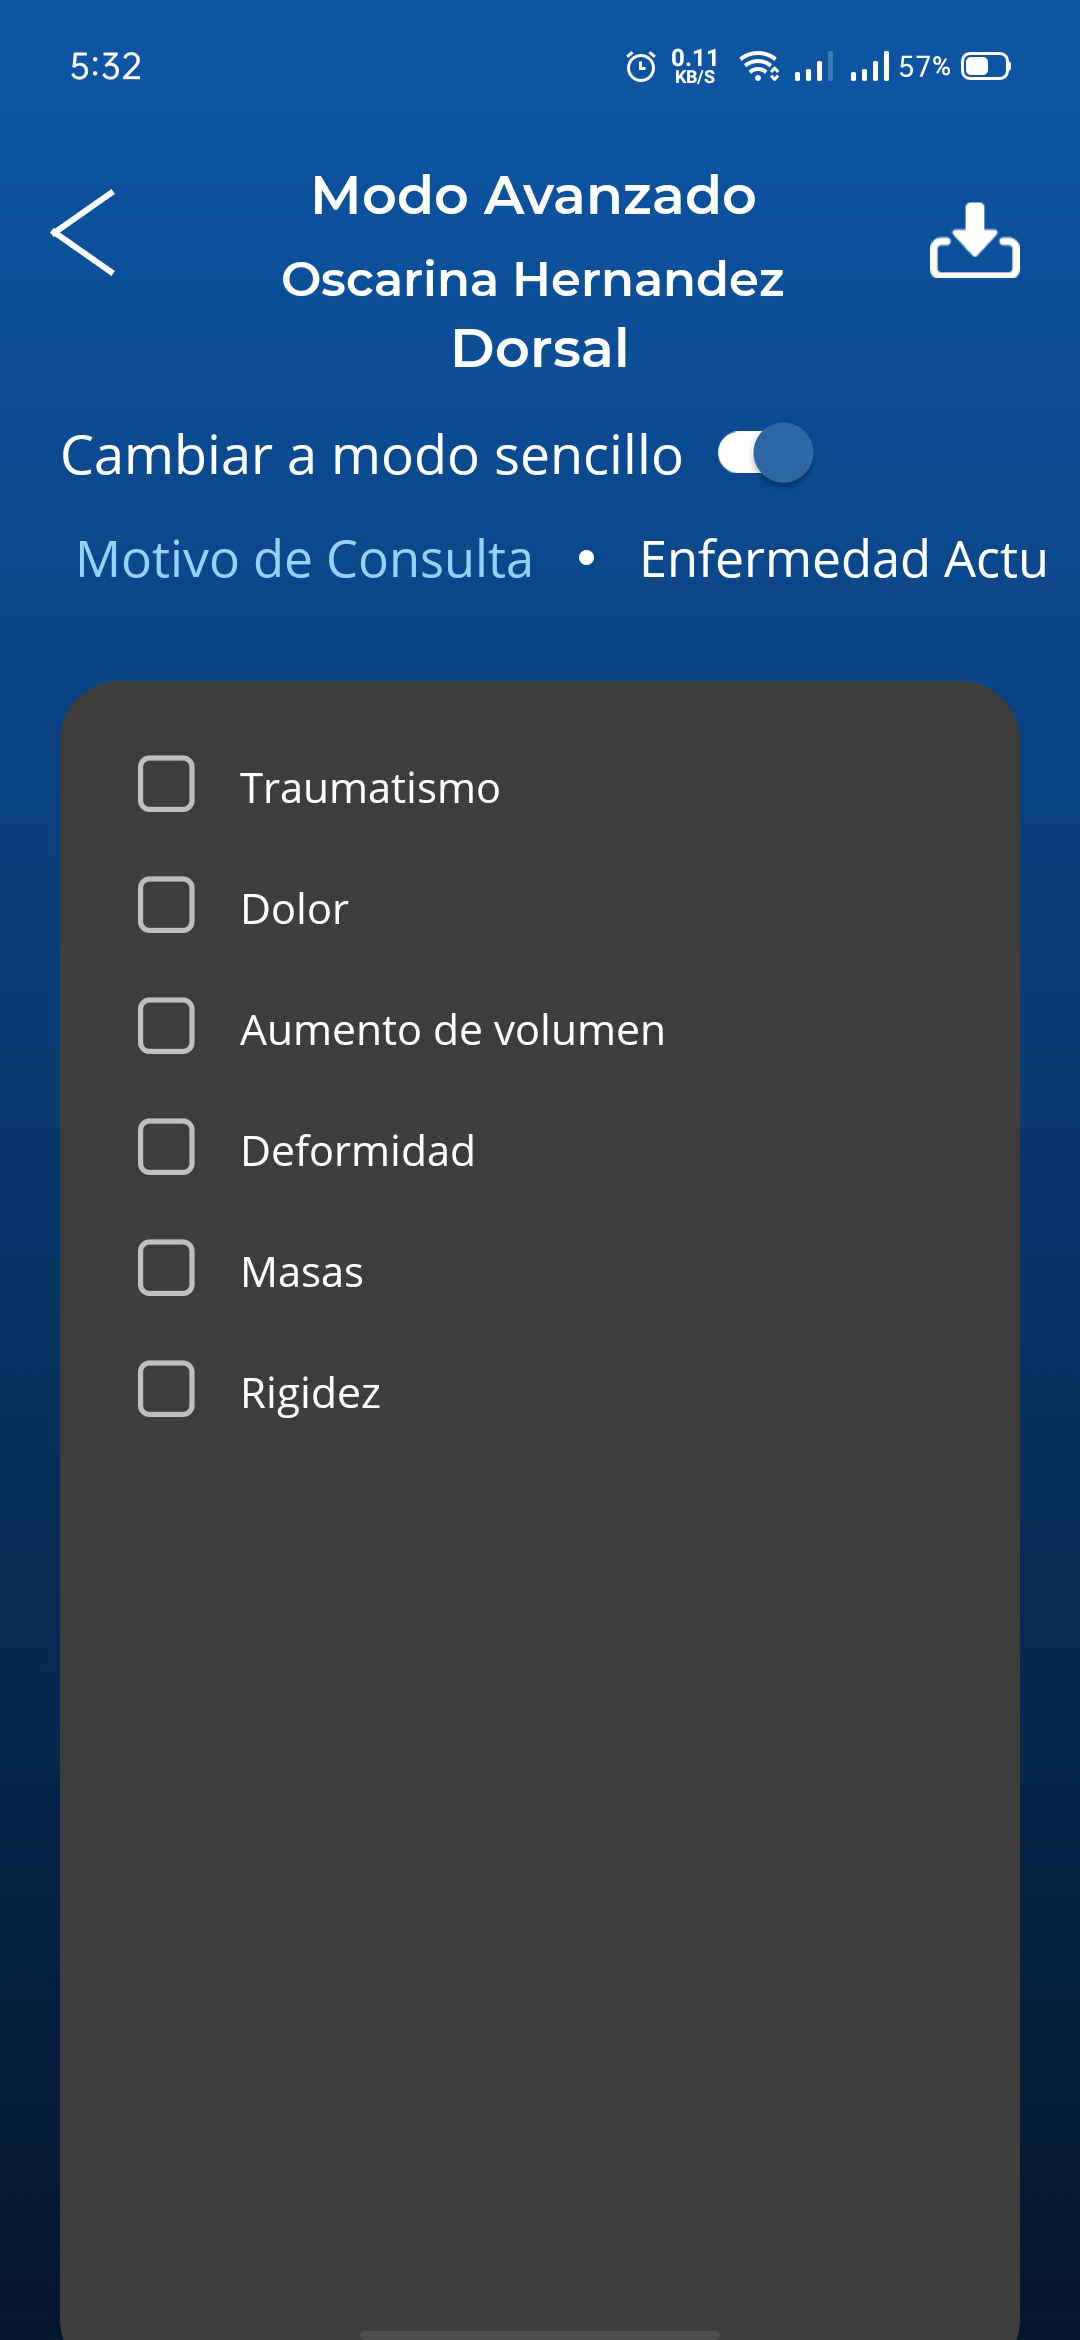 5:32
0.11
KB/S
57%
Modo Avanzado
Oscarina Hernandez
Dorsal
Cambiar a modo sencillo
Motivo de Consulta • Enfermedad Actu
Traumatismo
Dolor
Aumento de volumen
Deformidad
Masas
Rigidez